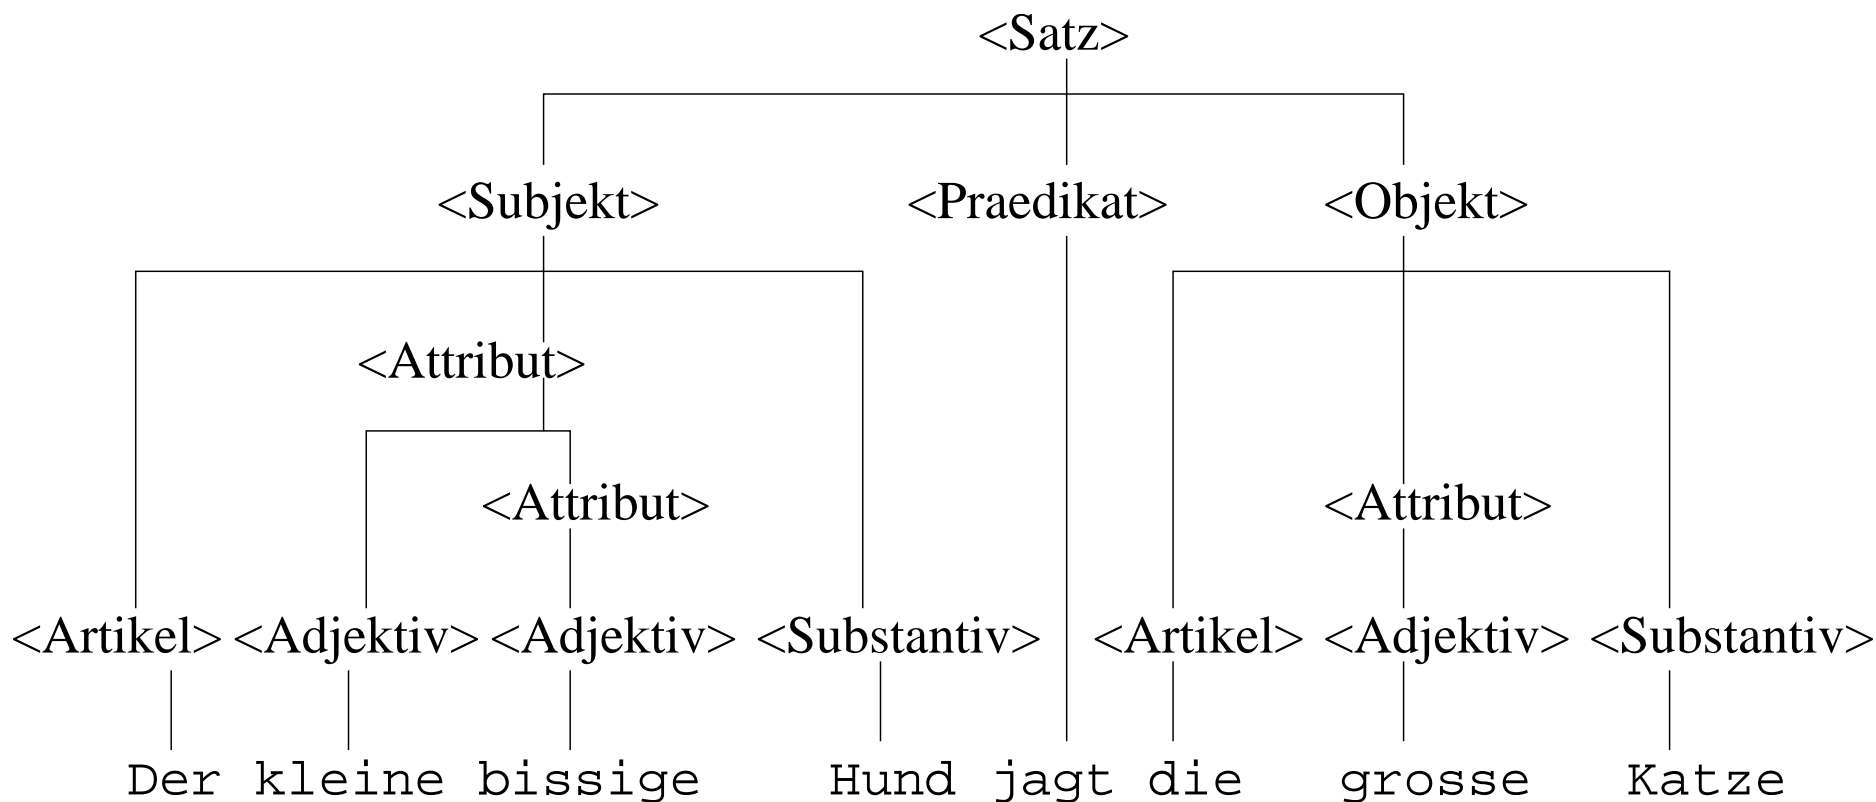 <Satz>
<Subjekt> <Praedikat> <Objekt>
<Attribut>
<Attribut> <Attribut>
<Artikel> <Adjektiv> <Adjektiv> <Substantiv> <Artikel> <Adjektiv> <Substantiv>
Der kleine bissige Hund jagt die grosse Katze